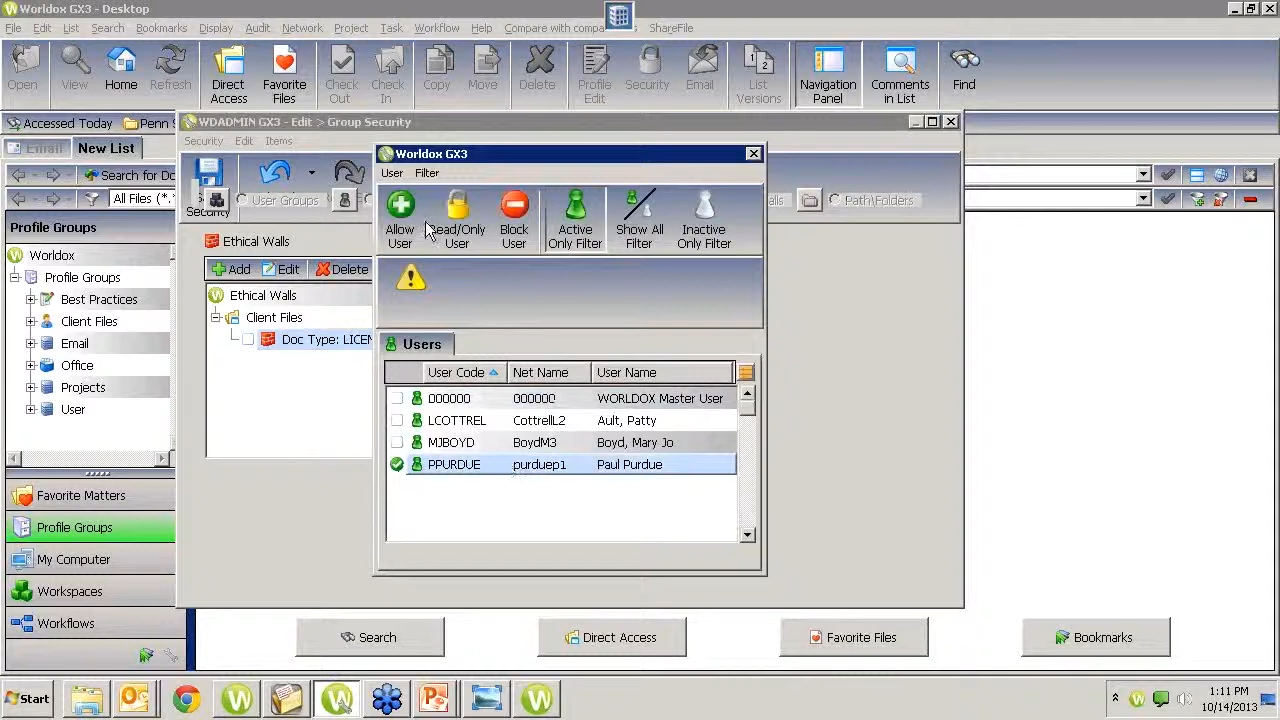 Worldox GX3 - Desktop
File Edit List Search Bookmarks Display Audit Network Project Task Workflow Help Compare with compa ShareFile
Open View Home Refresh Direct Access Favorite Files Check Out Check In Copy Move Delete Profile Edit Security Email List Versions Navigation Panel Comments in List Find
Accessed Today Penn S
WDADMIN GX3 - Edit > Group Security
Security Edit Items
Email New List
Worldox GX3
User Filter
Search for Do
All Files (*.
Security
User Groups
Path/Folders
Allow User Read/Only User Block User Active Only Filter Show All Filter Inactive Only Filter
Profile Groups
Ethical Walls
Worldox
Add Edit Delete
Profile Groups
Ethical Walls
Best Practices
Client Files
Client Files
Doc Type: LICEN
Email
Office
Projects
User
Users
User Code Net Name User Name
000000 000000 WORLDOX Master User
LCOTTREL CottrellL2 Ault, Patty
MJBOYD BoydM3 Boyd, Mary Jo
PPURDUE purduep1 Paul Purdue
Favorite Matters
Profile Groups
My Computer
Workspaces
Workflows
Search Direct Access Favorite Files Bookmarks
Start
1:11 PM
10/14/2013